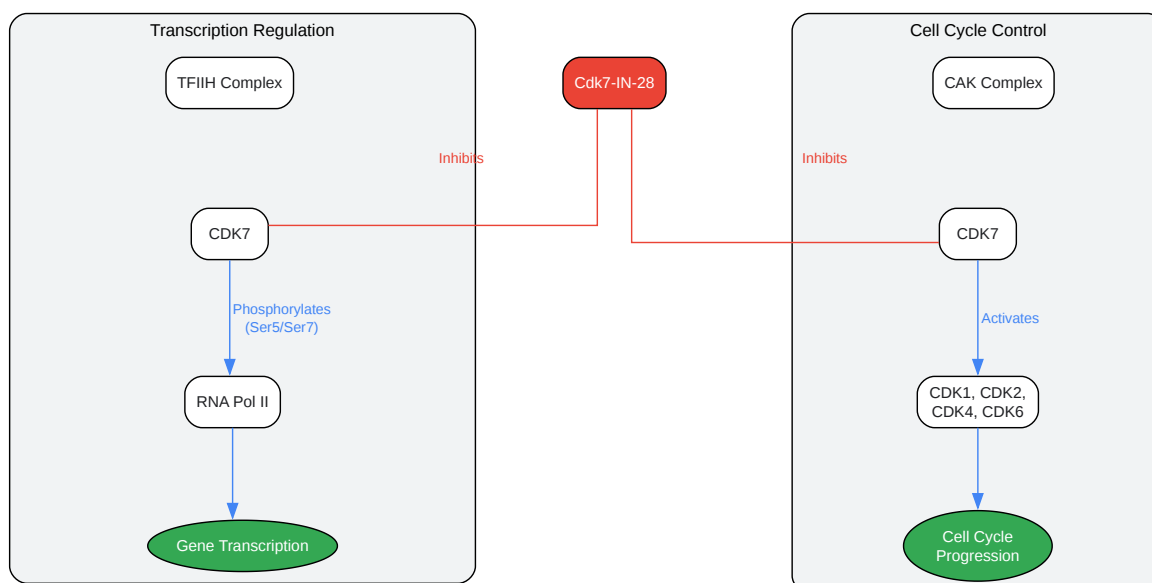 Transcription Regulation
TFIIH Complex
Inhibits
CDK7
Phosphorylates
(Ser5/Ser7)
RNA Pol II
Gene Transcription
Cdk7-IN-28
Cell Cycle Control
CAK Complex
Inhibits
CDK7
Activates
CDK1, CDK2,
CDK4, CDK6
Cell Cycle
Progression